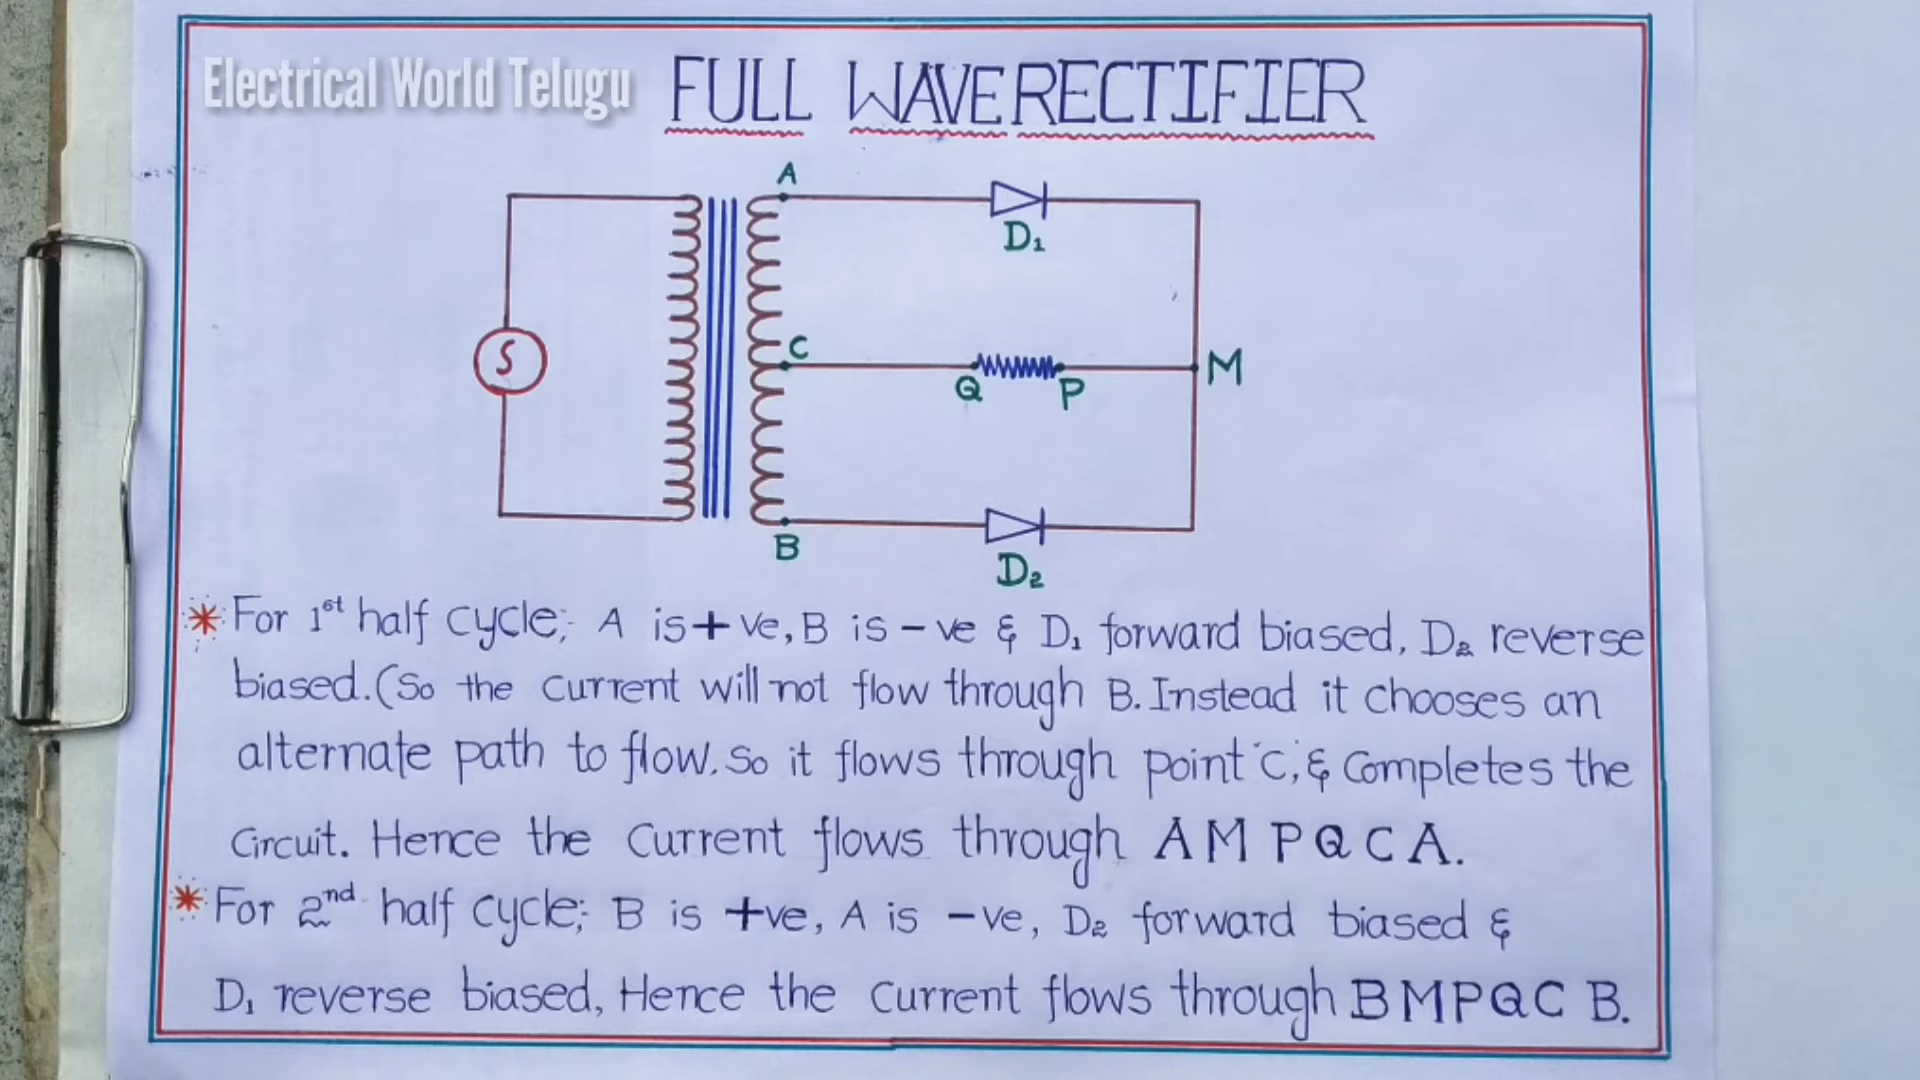 Electrical World Telugu
FULL WAVE RECTIFIER
A
D₁
S
C
Q
P
M
B
D₂
* For 1st half cycle; A is +ve, B is -ve & D₁ forward biased, D₂ reverse
biased. (So the current will not flow through B. Instead it chooses an
alternate path to flow. So it flows through point 'C', & completes the
circuit. Hence the current flows through A M P Q C A.
* For 2nd half cycle; B is +ve, A is -ve, D₂ forward biased &
D₁ reverse biased, Hence the current flows through B M P Q C B.